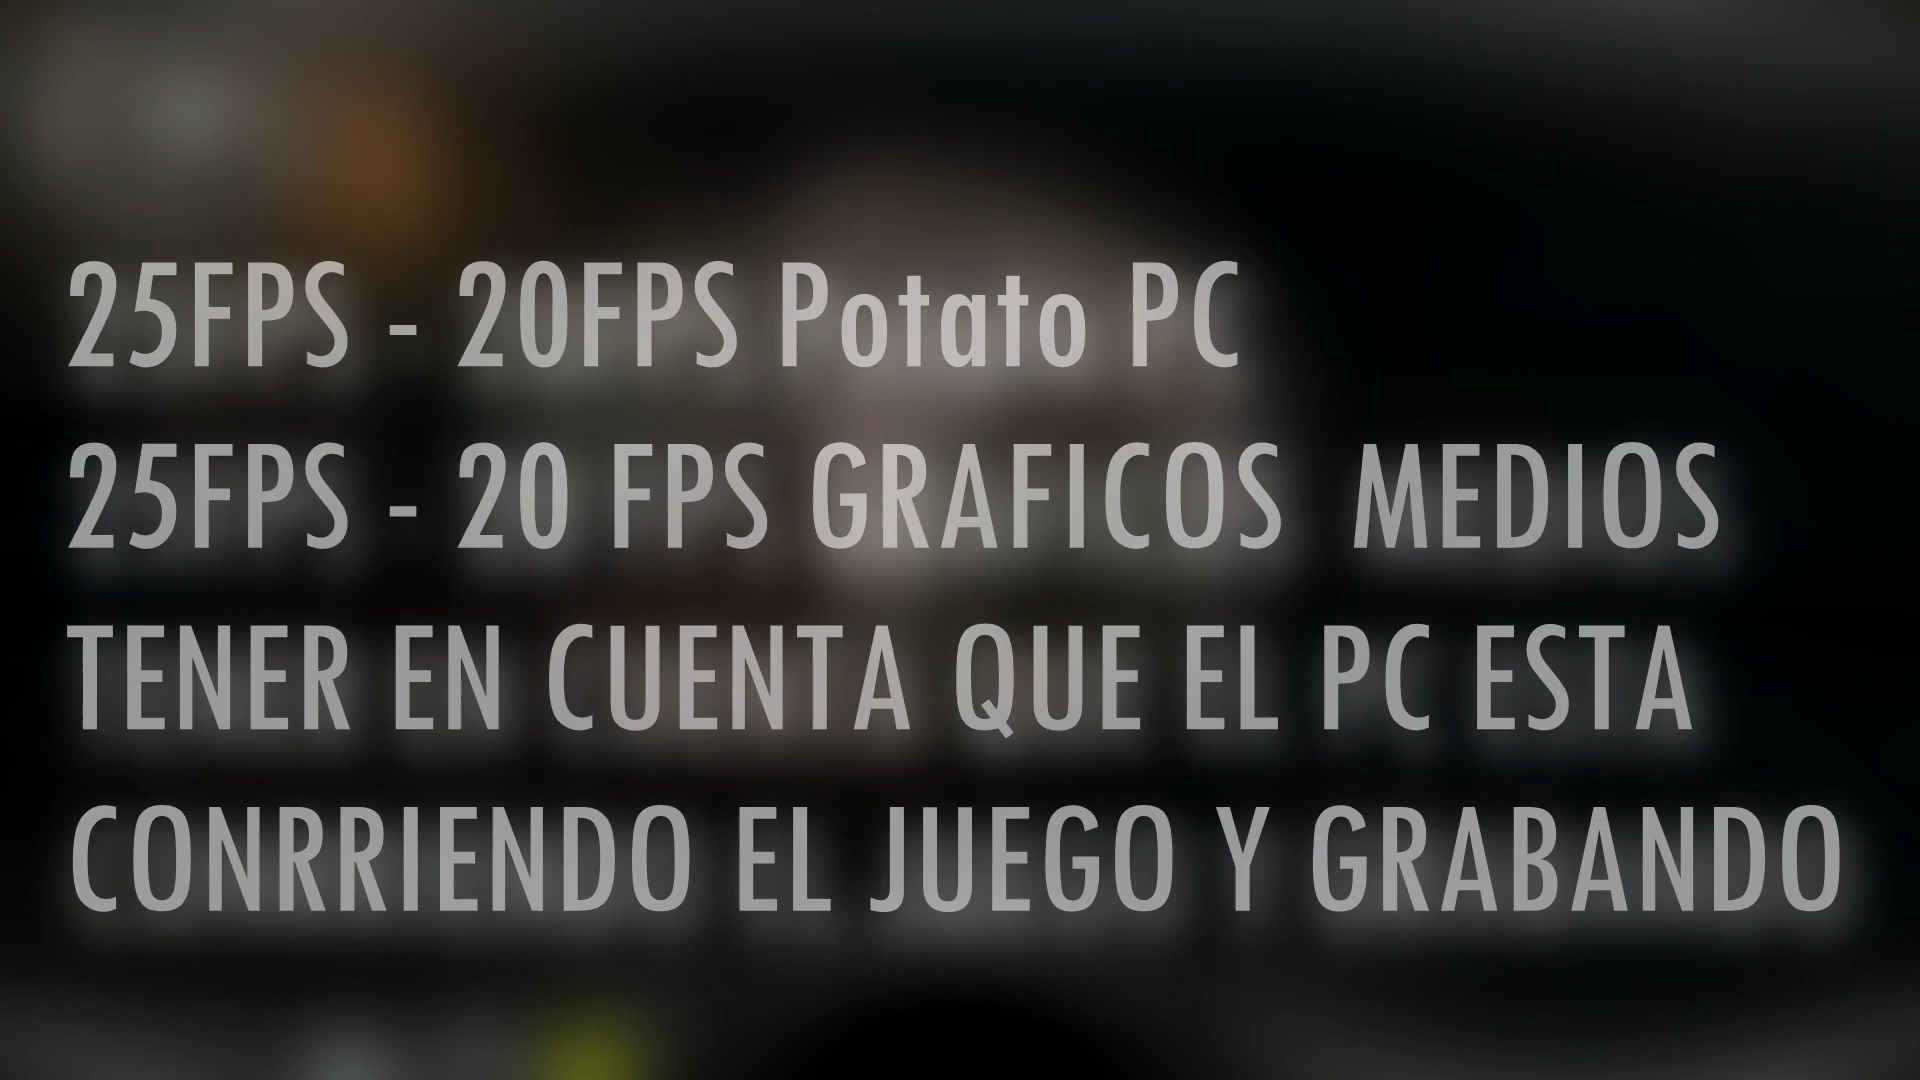 25FPS - 20FPS Potato PC
25FPS - 20 FPS GRAFICOS MEDIOS
TENER EN CUENTA QUE EL PC ESTA
CONRRIENDO EL JUEGO Y GRABANDO